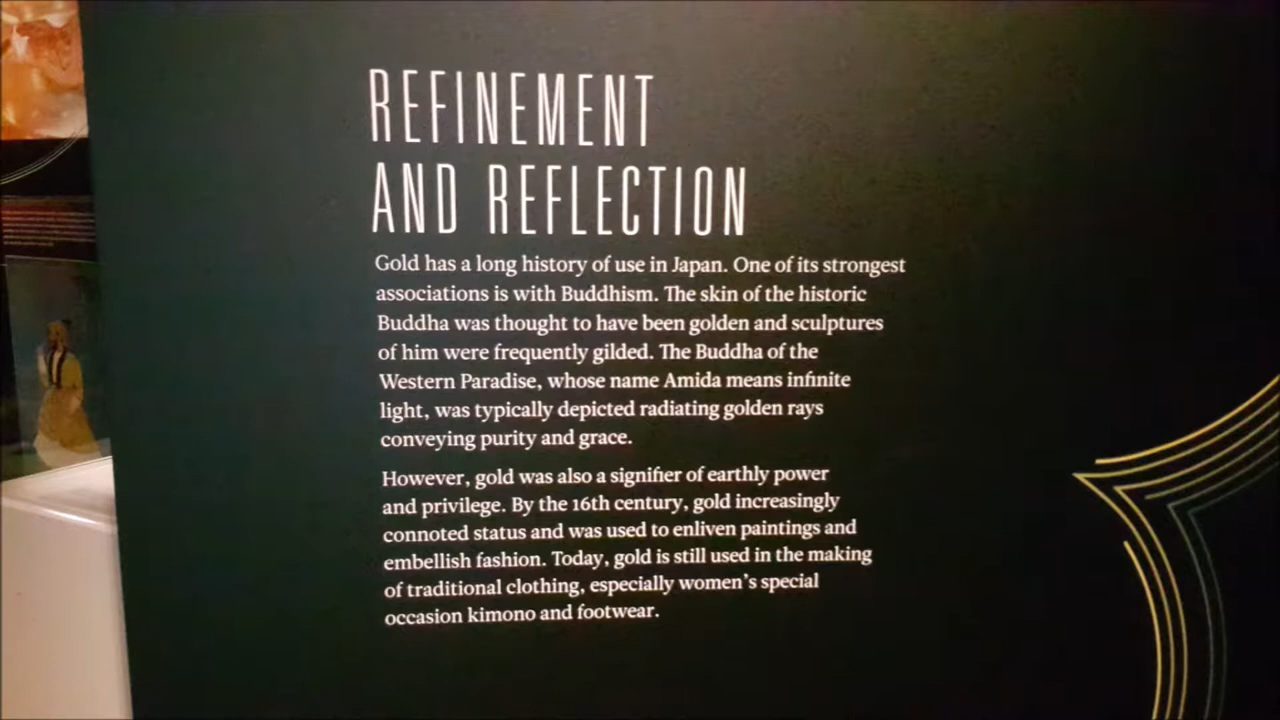 REFINEMENT
AND REFLECTION
Gold has a long history of use in Japan. One of its strongest
associations is with Buddhism. The skin of the historic
Buddha was thought to have been golden and sculptures
of him were frequently gilded. The Buddha of the
Western Paradise, whose name Amida means infinite
light, was typically depicted radiating golden rays
conveying purity and grace.
However, gold was also a signifier of earthly power
and privilege. By the 16th century, gold increasingly
connoted status and was used to enliven paintings and
embellish fashion. Today, gold is still used in the making
of traditional clothing, especially women's special
occasion kimono and footwear.